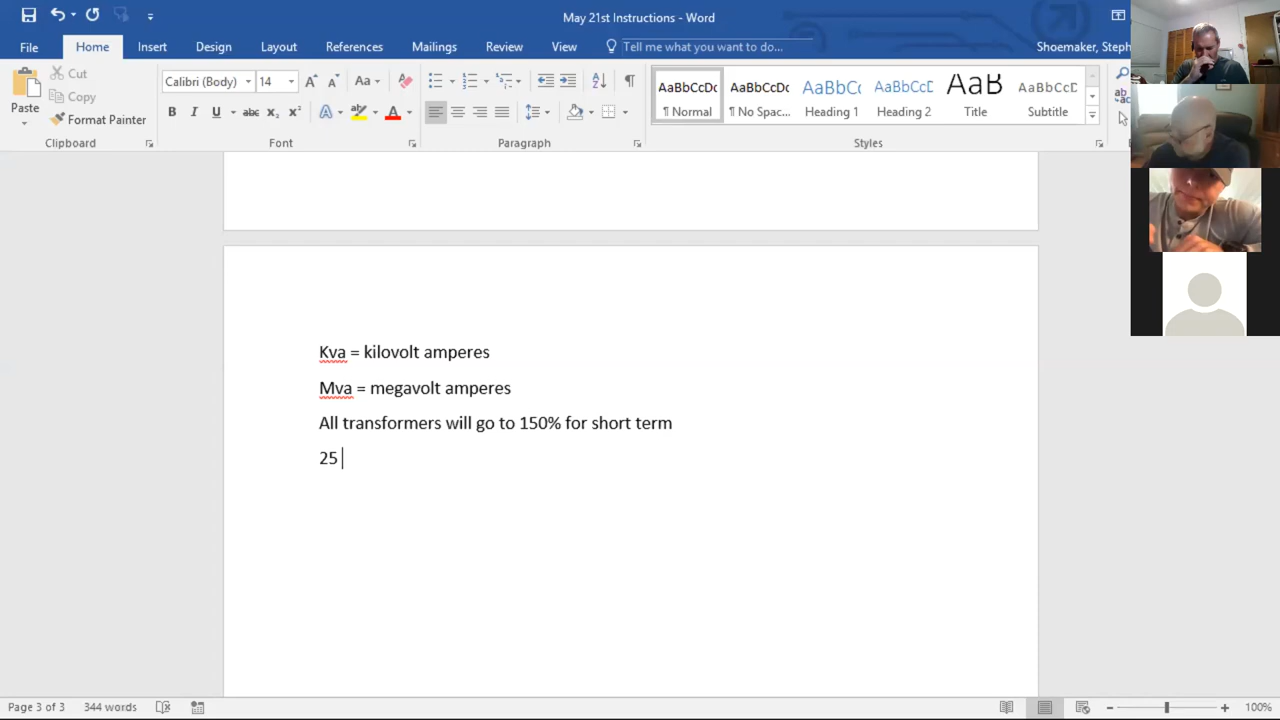 May 21st Instructions - Word
File Home Insert Design Layout References Mailings Review View Tell me what you want to do... Shoemaker, Steph
Paste
Cut
Copy
Format Painter
Clipboard
Calibri (Body) 14
Font
Paragraph
AaBbCcDc AaBbCcDc AaBbCc AaBbCcD AaB AaBbCcD
¶ Normal ¶ No Spac... Heading 1 Heading 2 Title Subtitle
Styles
Kva = kilovolt amperes
Mva = megavolt amperes
All transformers will go to 150% for short term
25
Page 3 of 3 344 words 100%